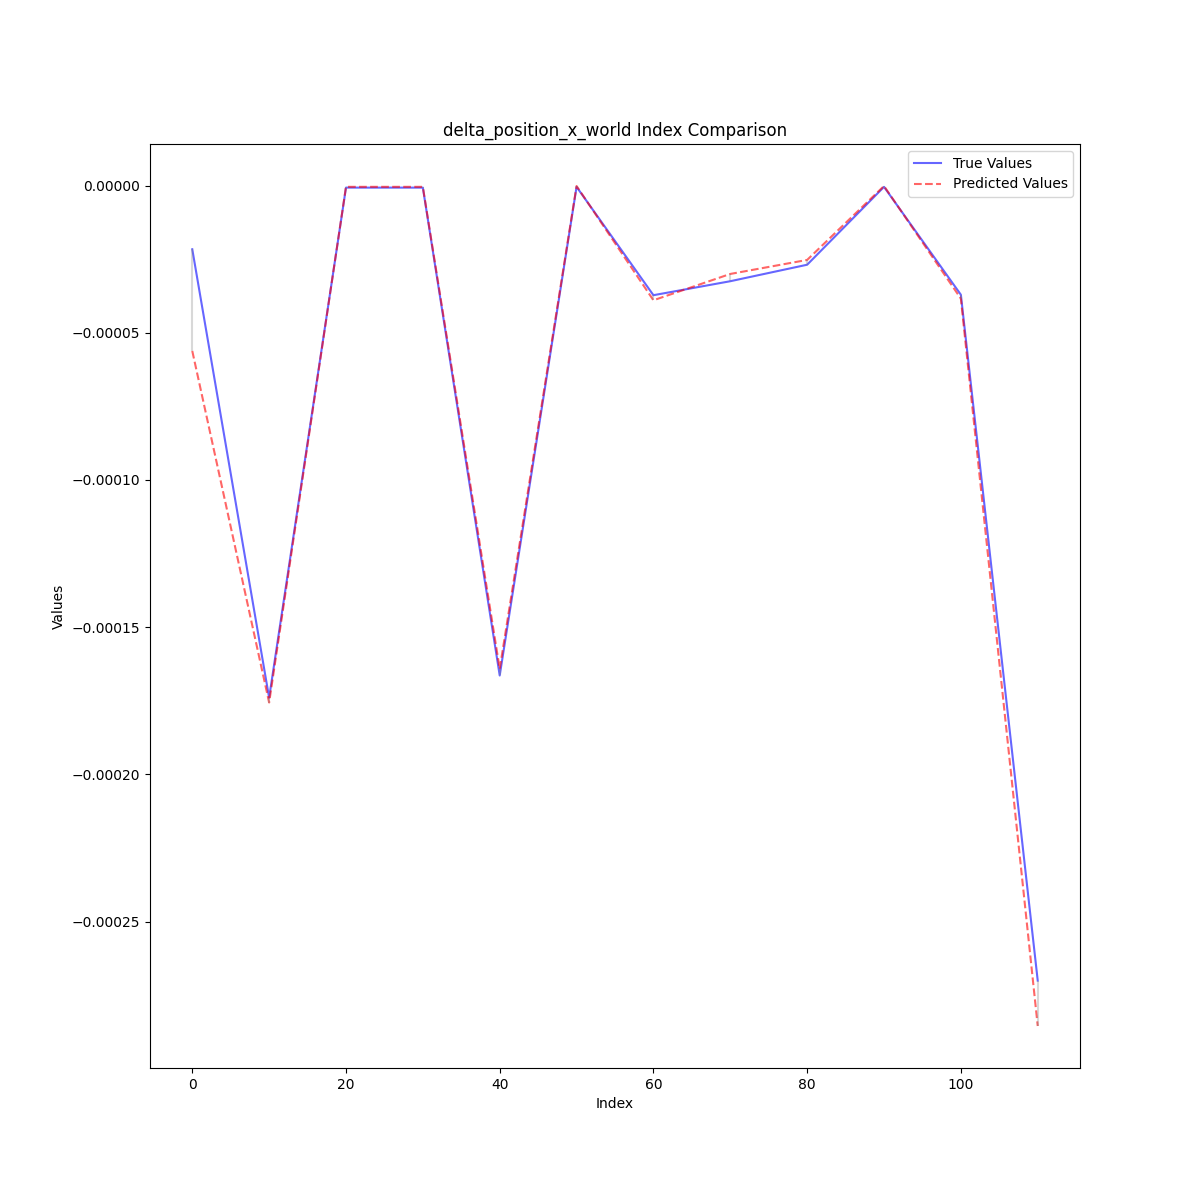 delta_position_x_world Index Comparison
True Values
Predicted Values
0.00000
−0.00005
−0.00010
−0.00015
−0.00020
−0.00025
Values
0 20 40 60 80 100
Index